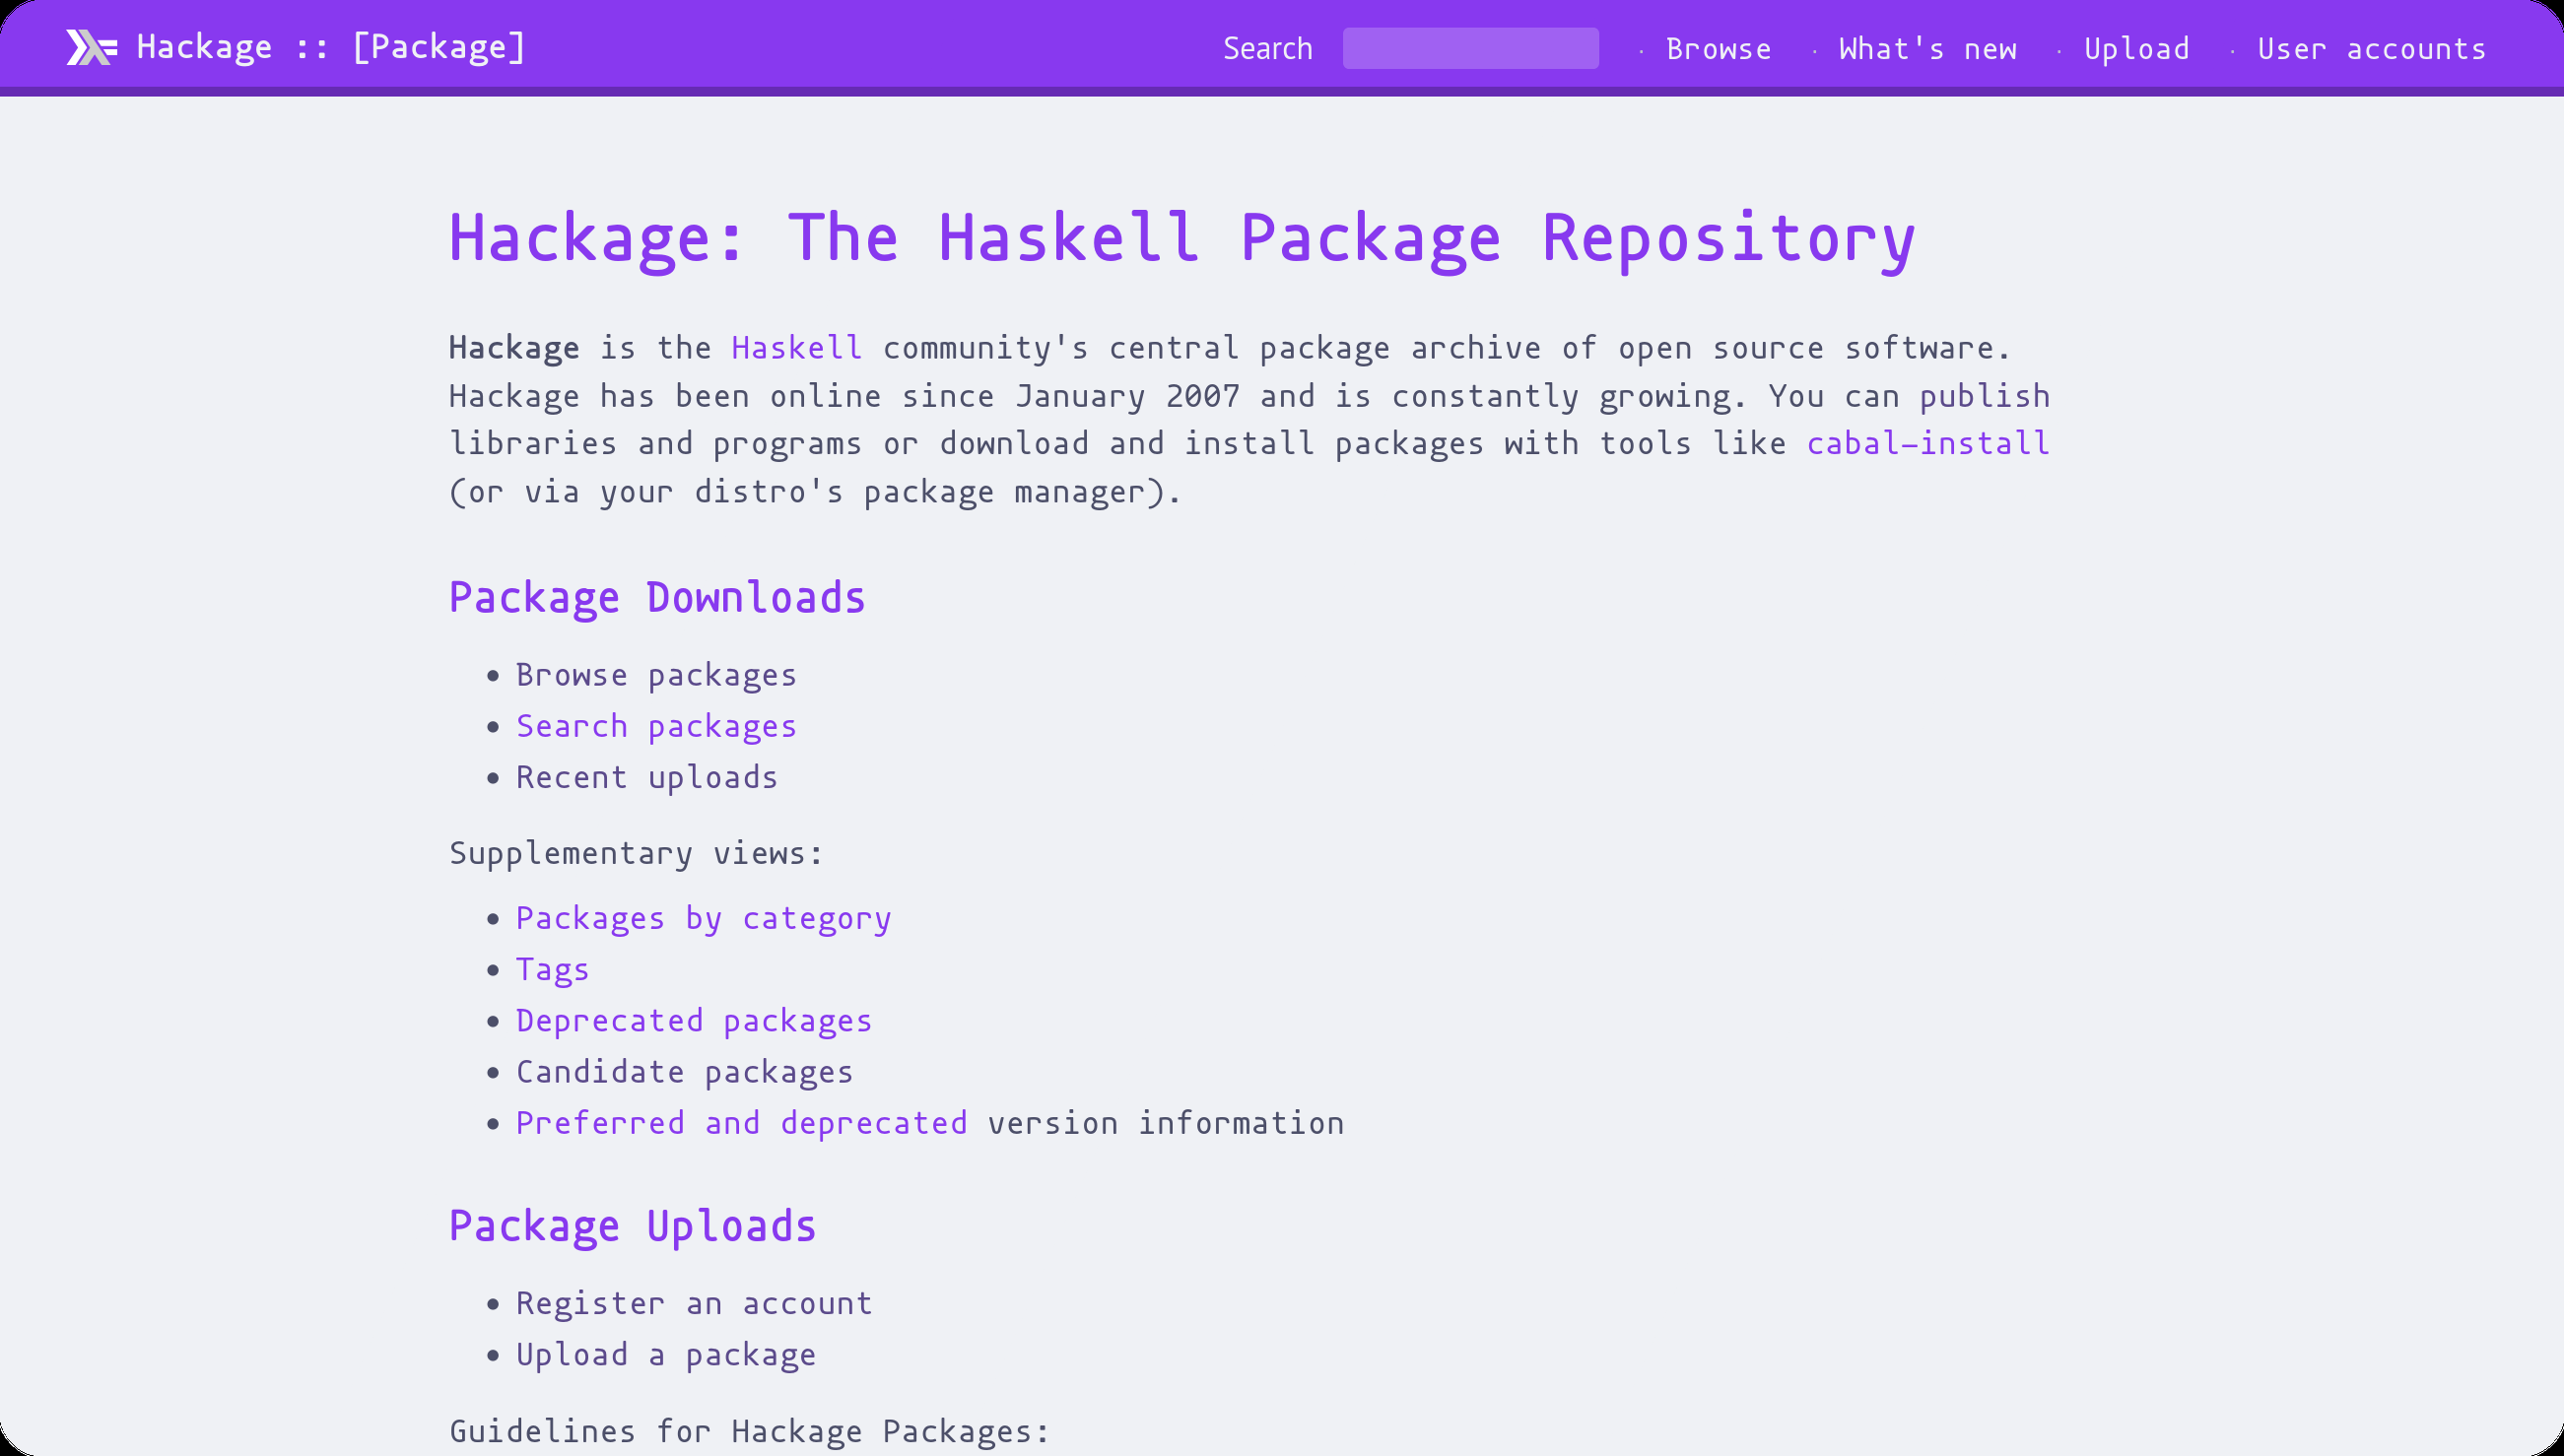 Hackage :: [Package]
Search · Browse · What's new · Upload · User accounts
Hackage: The Haskell Package Repository
Hackage is the Haskell community's central package archive of open source software.
Hackage has been online since January 2007 and is constantly growing. You can publish
libraries and programs or download and install packages with tools like cabal-install
(or via your distro's package manager).
Package Downloads
• Browse packages
• Search packages
• Recent uploads
Supplementary views:
• Packages by category
• Tags
• Deprecated packages
• Candidate packages
• Preferred and deprecated version information
Package Uploads
• Register an account
• Upload a package
Guidelines for Hackage Packages: